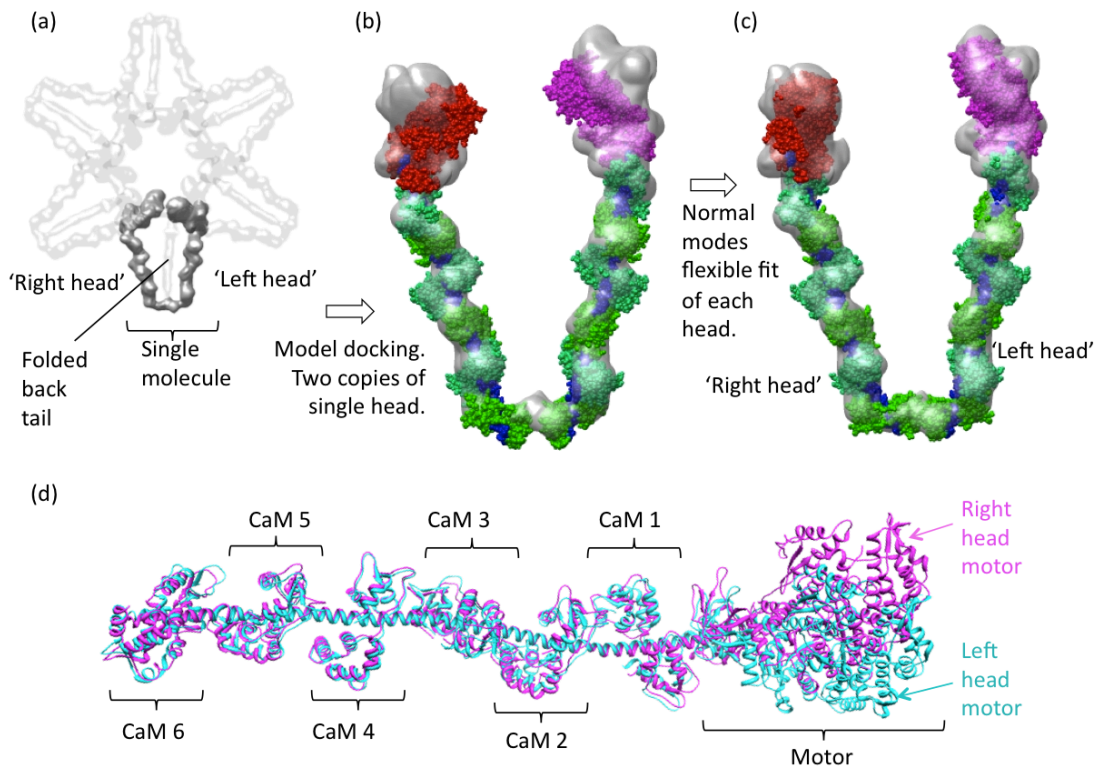 (a)
(b)
(c)
'Right head'
'Left head'
Folded
back
tail
Single
molecule
Model docking.
Two copies of
single head.
Normal
modes
flexible fit
of each
head.
'Right head'
'Left head'
(d)
CaM 5
CaM 3
CaM 1
Right
head
motor
Left
head
motor
CaM 6
CaM 4
CaM 2
Motor